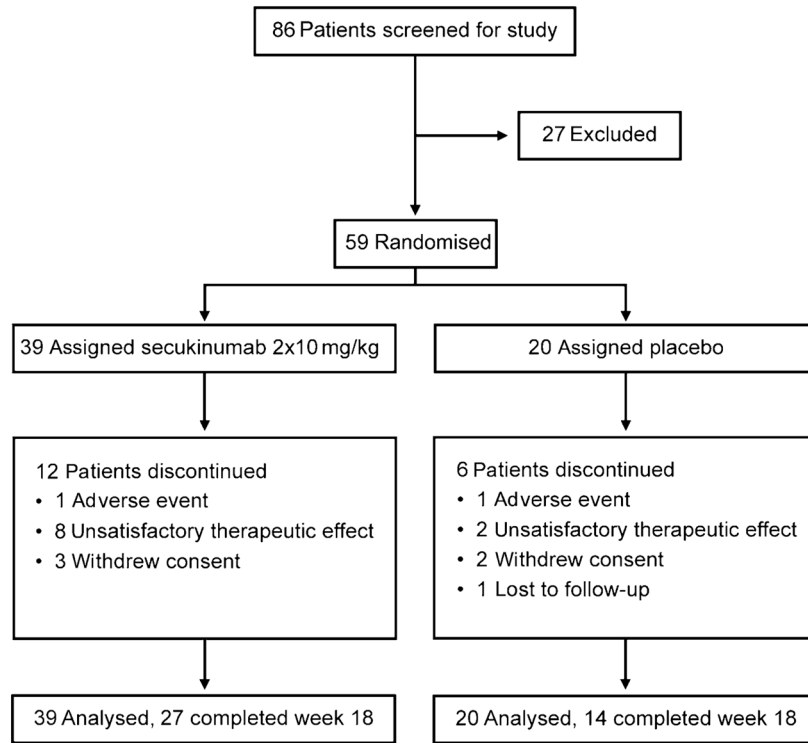 86 Patients screened for study
27 Excluded
59 Randomised
39 Assigned secukinumab 2x10 mg/kg
20 Assigned placebo
12 Patients discontinued
• 1 Adverse event
• 8 Unsatisfactory therapeutic effect
• 3 Withdrew consent
6 Patients discontinued
• 1 Adverse event
• 2 Unsatisfactory therapeutic effect
• 2 Withdrew consent
• 1 Lost to follow-up
39 Analysed, 27 completed week 18
20 Analysed, 14 completed week 18